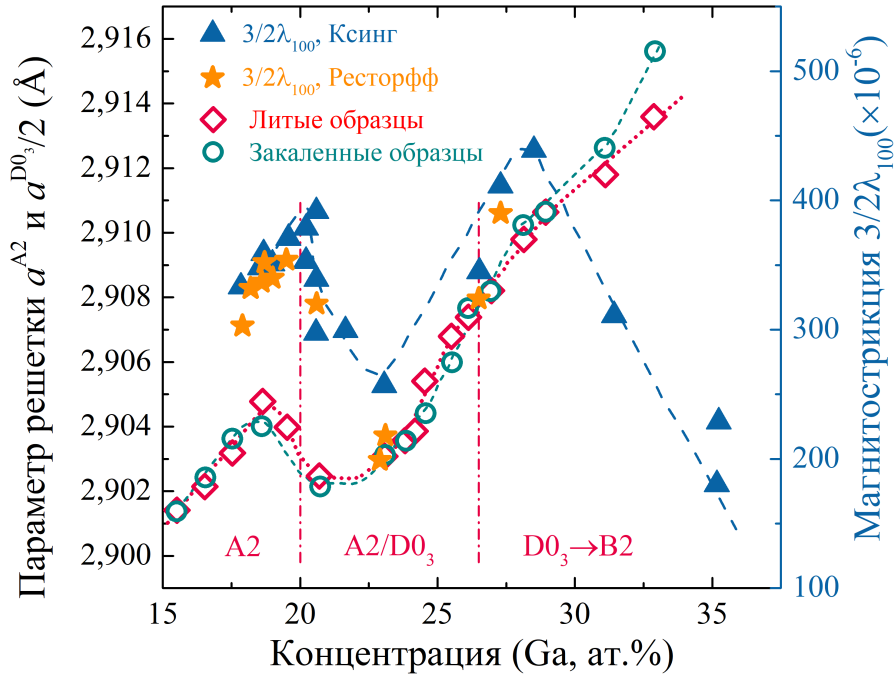 3/2λ₁₀₀, Ксинг
3/2λ₁₀₀, Ресторфф
Литые образцы
Закаленные образцы
Параметр решетки a^A2 и a^D0₃/2 (Å)
2,916
2,914
2,912
2,910
2,908
2,906
2,904
2,902
2,900
A2
A2/D0₃
D0₃→B2
500
400
300
200
100
Магнитострикция 3/2λ₁₀₀(×10⁻⁶)
15
20
25
30
35
Концентрация (Ga, ат.%)